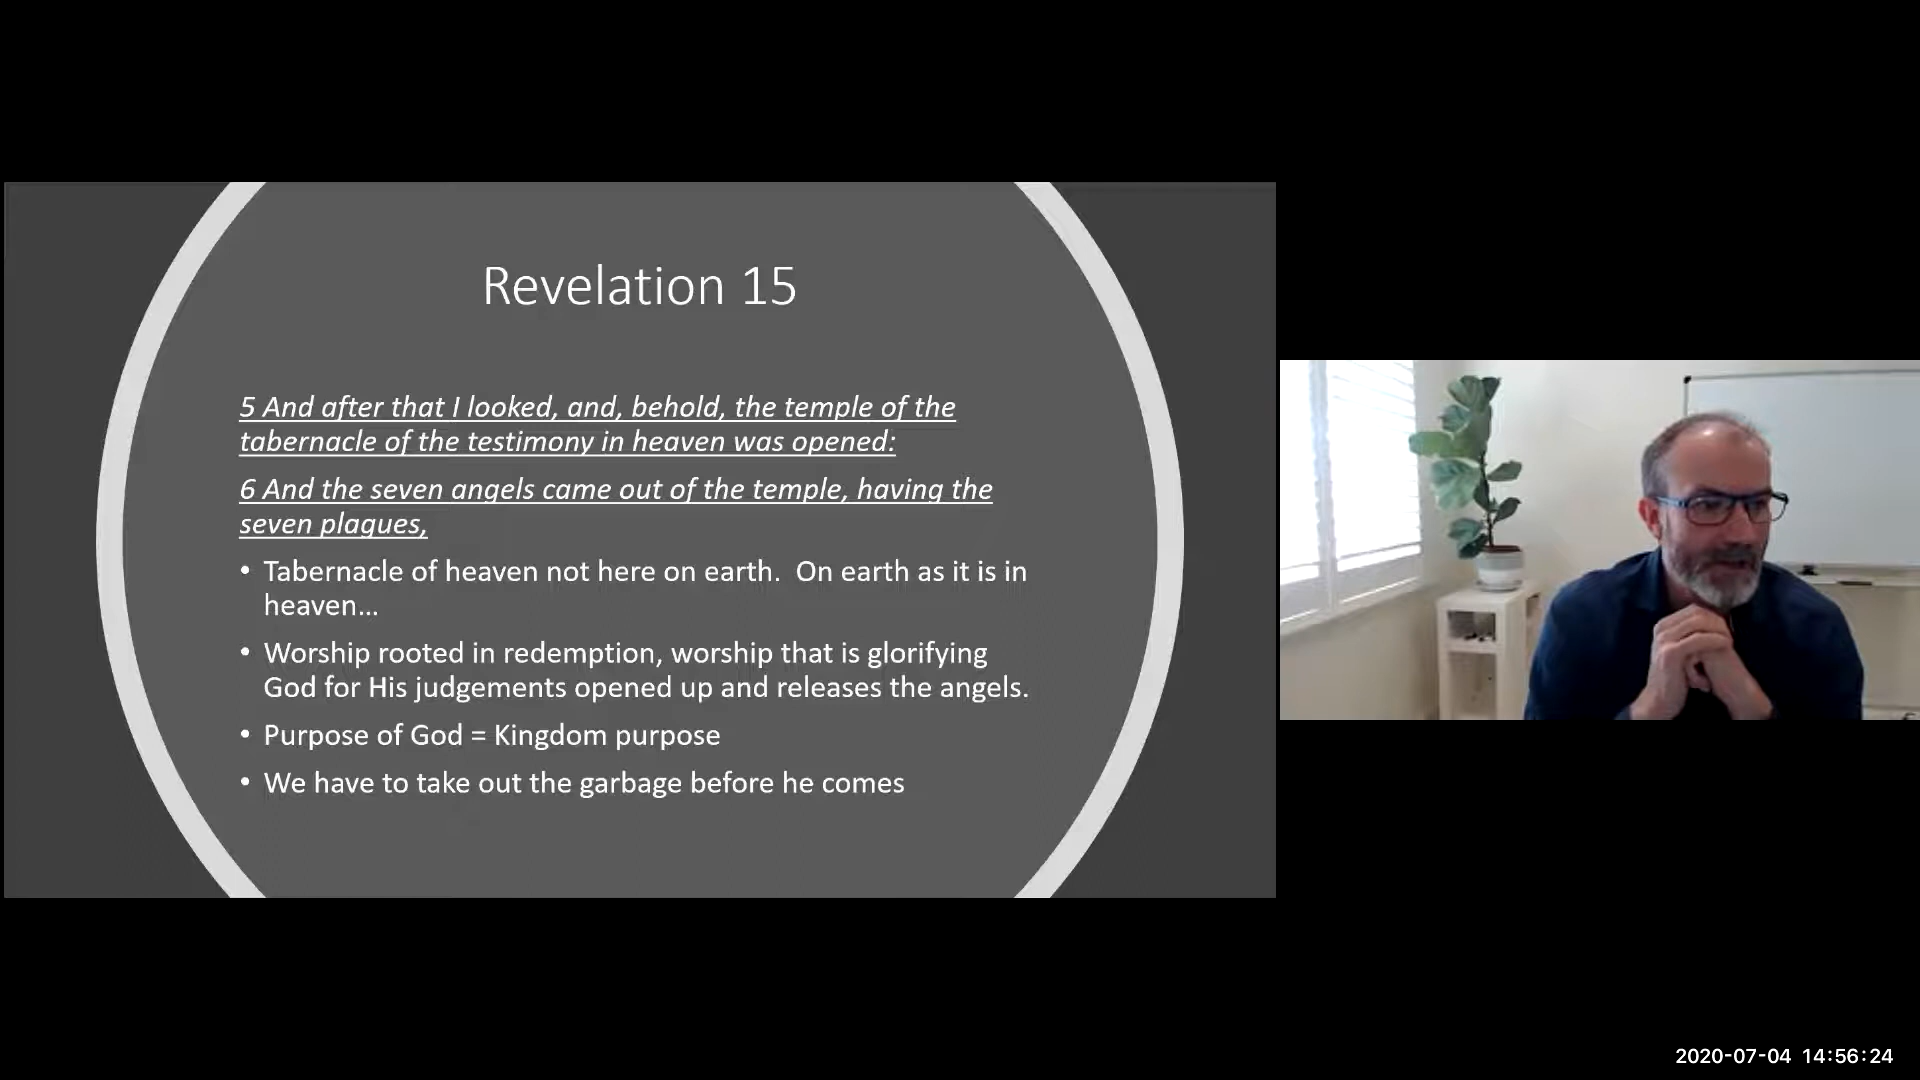 Revelation 15
5 And after that I looked, and, behold, the temple of the
tabernacle of the testimony in heaven was opened:
6 And the seven angels came out of the temple, having the
seven plagues,
• Tabernacle of heaven not here on earth.  On earth as it is in
heaven…
• Worship rooted in redemption, worship that is glorifying
God for His judgements opened up and releases the angels.
• Purpose of God = Kingdom purpose
• We have to take out the garbage before he comes
2020-07-04 14:56:24